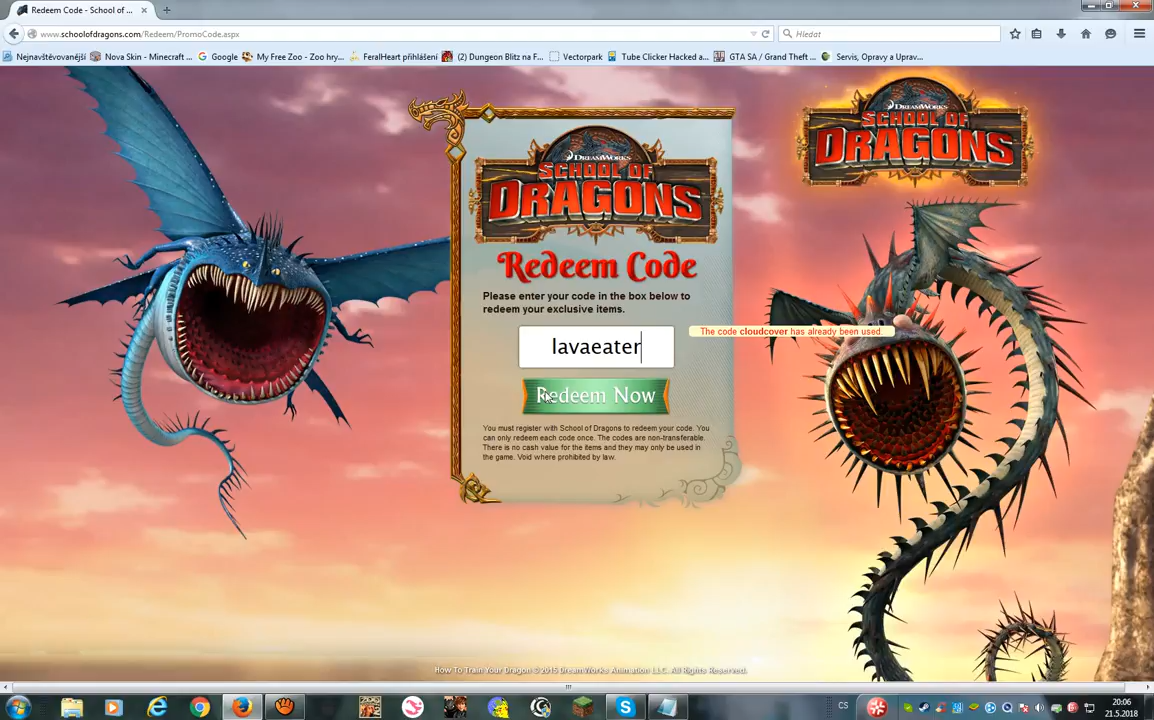 Redeem Code - School of ...
www.schoolofdragons.com/Redeem/PromoCode.aspx
Hledat
Nejnavštěvovanější
Nova Skin - Minecraft ...
Google
My Free Zoo - Zoo hry...
FeralHeart přihlášení
(2) Dungeon Blitz na F...
Vectorpark
Tube Clicker Hacked a...
GTA SA / Grand Theft ...
Servis, Opravy a Uprav...
DREAMWORKS
SCHOOL OF
DRAGONS
DREAMWORKS
SCHOOL OF
DRAGONS
Redeem Code
Please enter your code in the box below to
redeem your exclusive items.
lavaeater
The code cloudcover has already been used.
Redeem Now
You must register with School of Dragons to redeem your code. You
can only redeem each code once. The codes are non-transferable.
There is no cash value for the items and they may only be used in
the game. Void where prohibited by law.
How To Train Your Dragon © 2015 DreamWorks Animation LLC. All Rights Reserved.
CS
20:06
21.5.2018